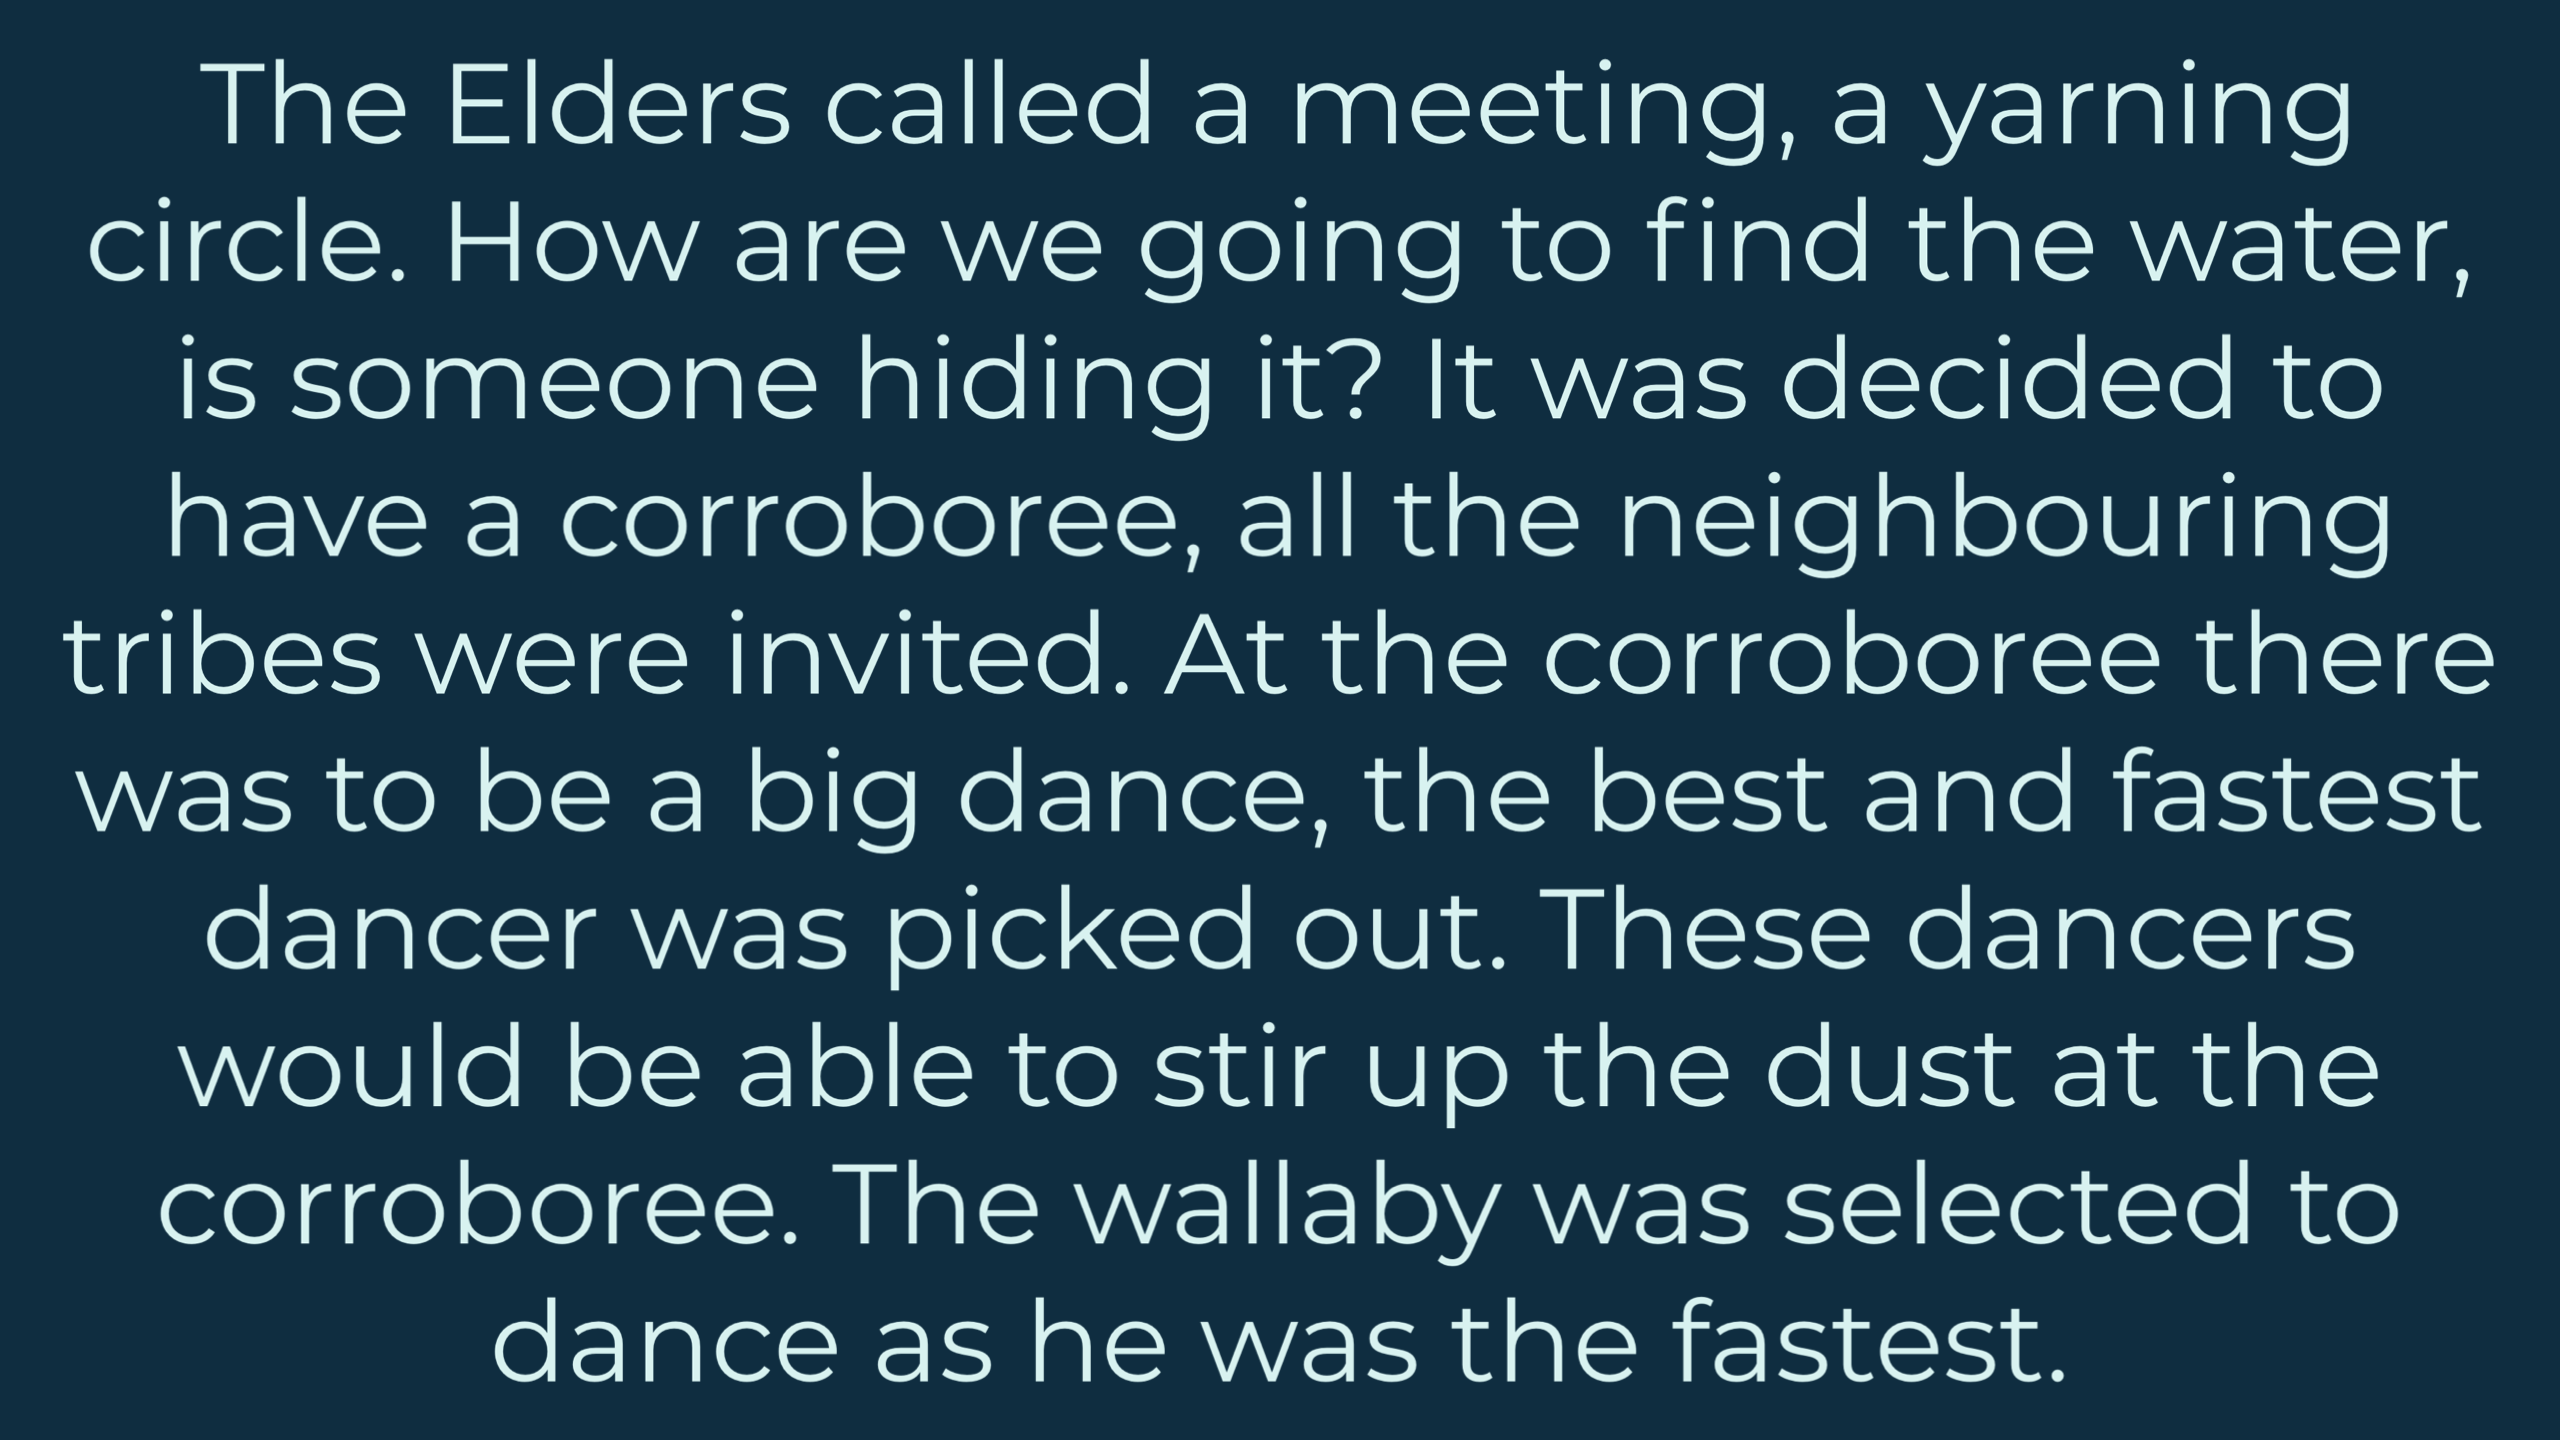 The Elders called a meeting, a yarning
circle. How are we going to find the water,
is someone hiding it? It was decided to
have a corroboree, all the neighbouring
tribes were invited. At the corroboree there
was to be a big dance, the best and fastest
dancer was picked out. These dancers
would be able to stir up the dust at the
corroboree. The wallaby was selected to
dance as he was the fastest.